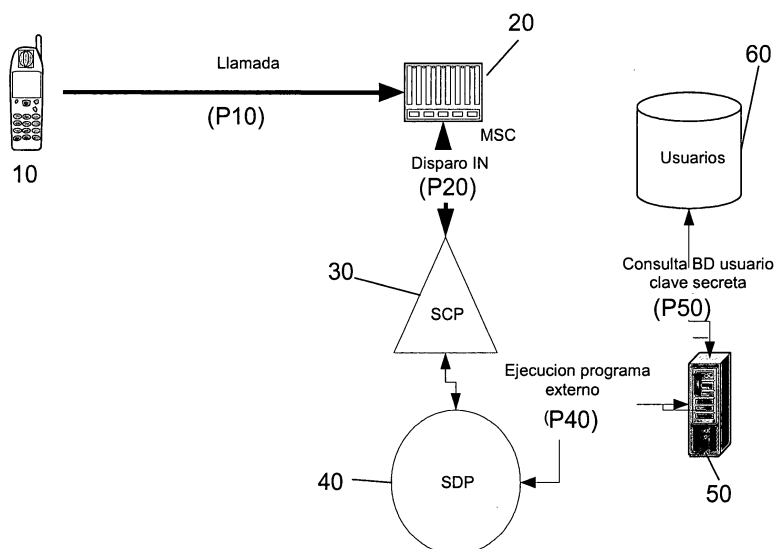 20
60
Llamada
(P10)
MSC
10
Disparo IN
(P20)
Usuarios
30
Consulta BD usuario
clave secreta
(P50)
SCP
Ejecucion programa
externo
(P40)
40
SDP
50